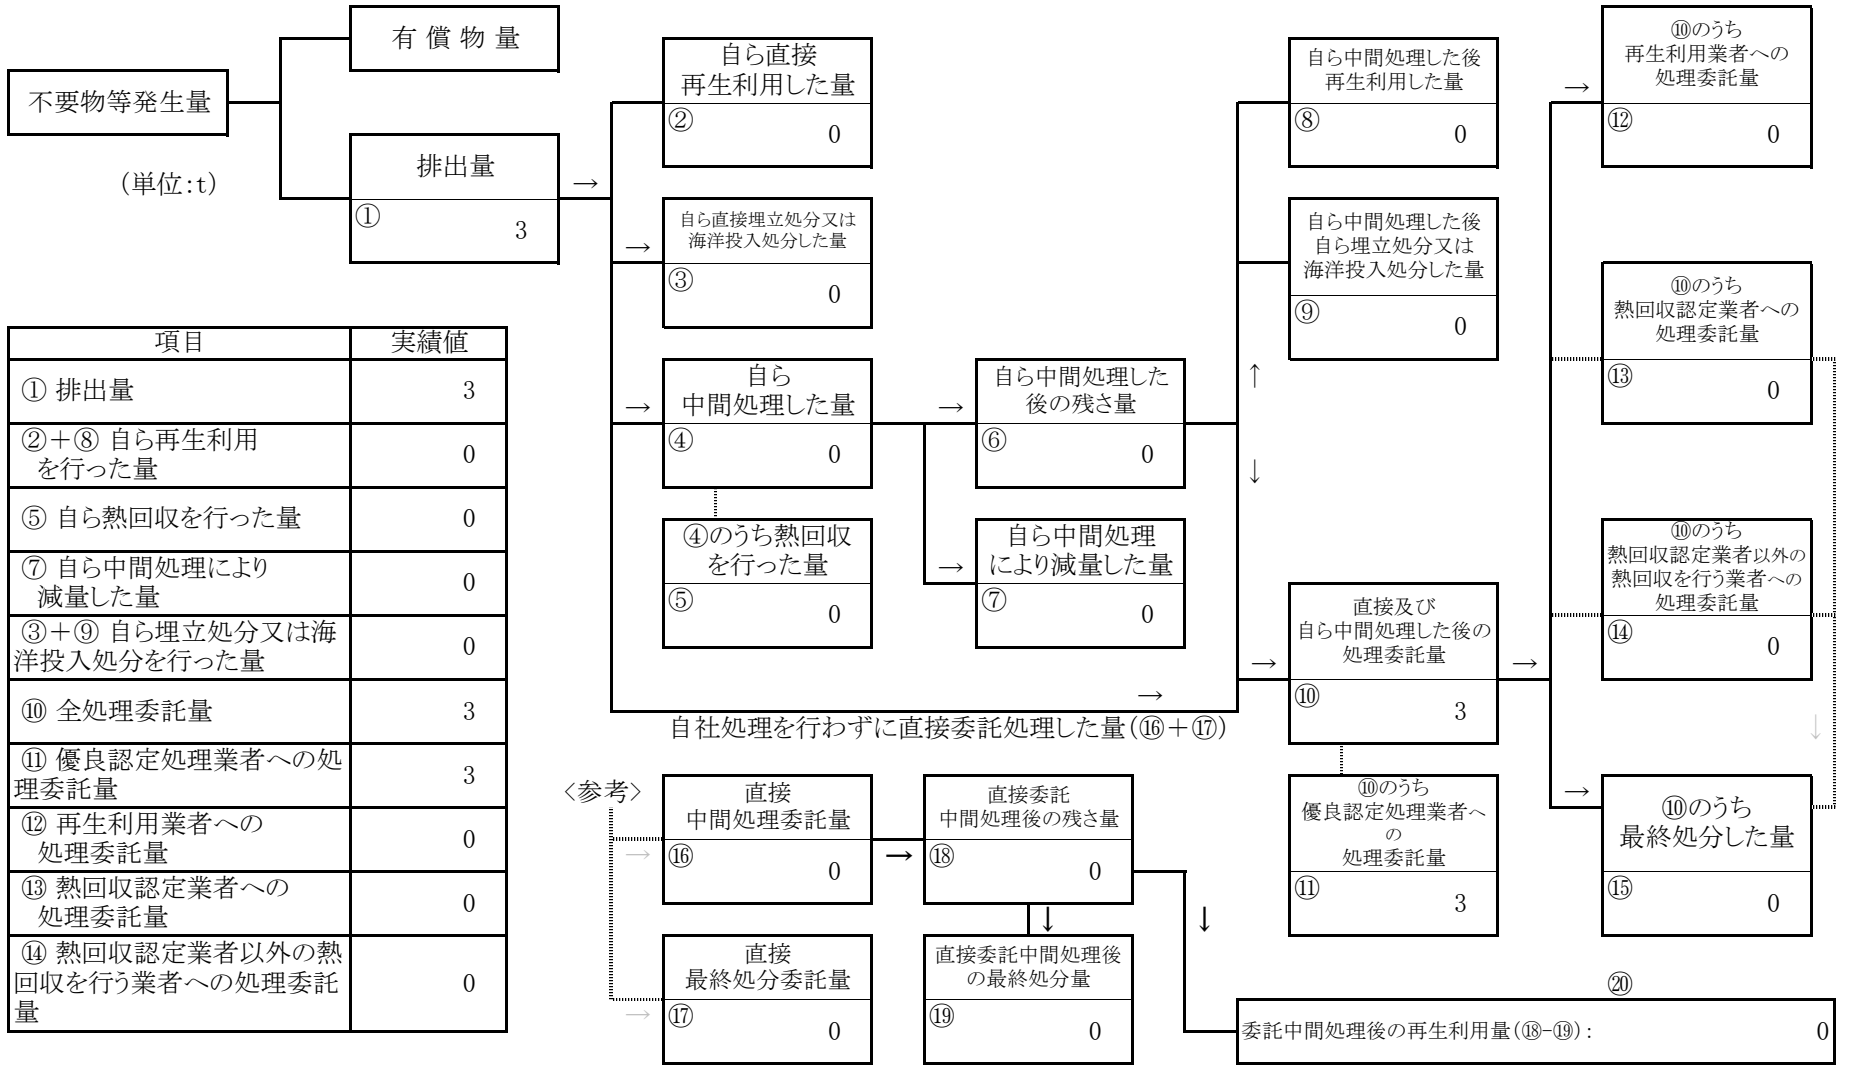 有 償 物 量
不要物等発生量
(単位:t)
排出量
①
3
→
自ら直接
再生利用した量
②
0
→
自ら直接埋立処分又は
海洋投入処分した量
③
0
→
自ら
中間処理した量
④
0
④のうち熱回収
を行った量
⑤
0
→
自ら中間処理した
後の残さ量
⑥
0
→
自ら中間処理
により減量した量
⑦
0
自ら中間処理した後
再生利用した量
⑧
0
自ら中間処理した後
自ら埋立処分又は
海洋投入処分した量
⑨
0
↑
↓
→
自社処理を行わずに直接委託処理した量(⑯+⑰)
→
直接及び
自ら中間処理した後の
処理委託量
⑩
3
⑩のうち
優良認定処理業者へ
の
処理委託量
⑪
3
→
→
⑩のうち
再生利用業者への
処理委託量
⑫
0
⑩のうち
熱回収認定業者への
処理委託量
⑬
0
⑩のうち
熱回収認定業者以外の
熱回収を行う業者への
処理委託量
⑭
0
↓
→
⑩のうち
最終処分した量
⑮
0
項目 実績値
① 排出量 3
②+⑧ 自ら再生利用
を行った量 0
⑤ 自ら熱回収を行った量 0
⑦ 自ら中間処理により
減量した量 0
③+⑨ 自ら埋立処分又は海
洋投入処分を行った量 0
⑩ 全処理委託量 3
⑪ 優良認定処理業者への処
理委託量 3
⑫ 再生利用業者への
処理委託量 0
⑬ 熱回収認定業者への
処理委託量 0
⑭ 熱回収認定業者以外の熱
回収を行う業者への処理委託
量 0
<参考>
→
直接
中間処理委託量
⑯
0
→
直接委託
中間処理後の残さ量
⑱
0
↓
↓
→
直接
最終処分委託量
⑰
0
直接委託中間処理後
の最終処分量
⑲
0
⑳
委託中間処理後の再生利用量(⑱-⑲): 0